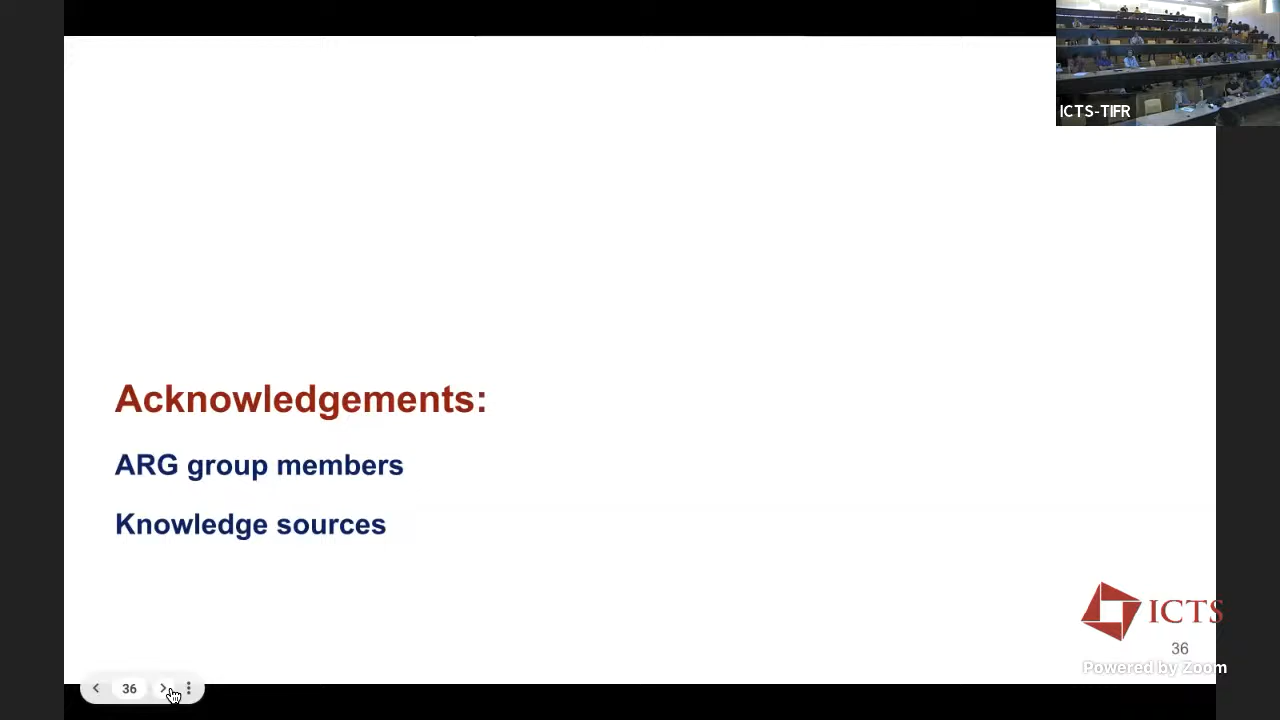 ICTS-TIFR
Acknowledgements:
ARG group members
Knowledge sources
ICTS
36
Powered by Zoom
36